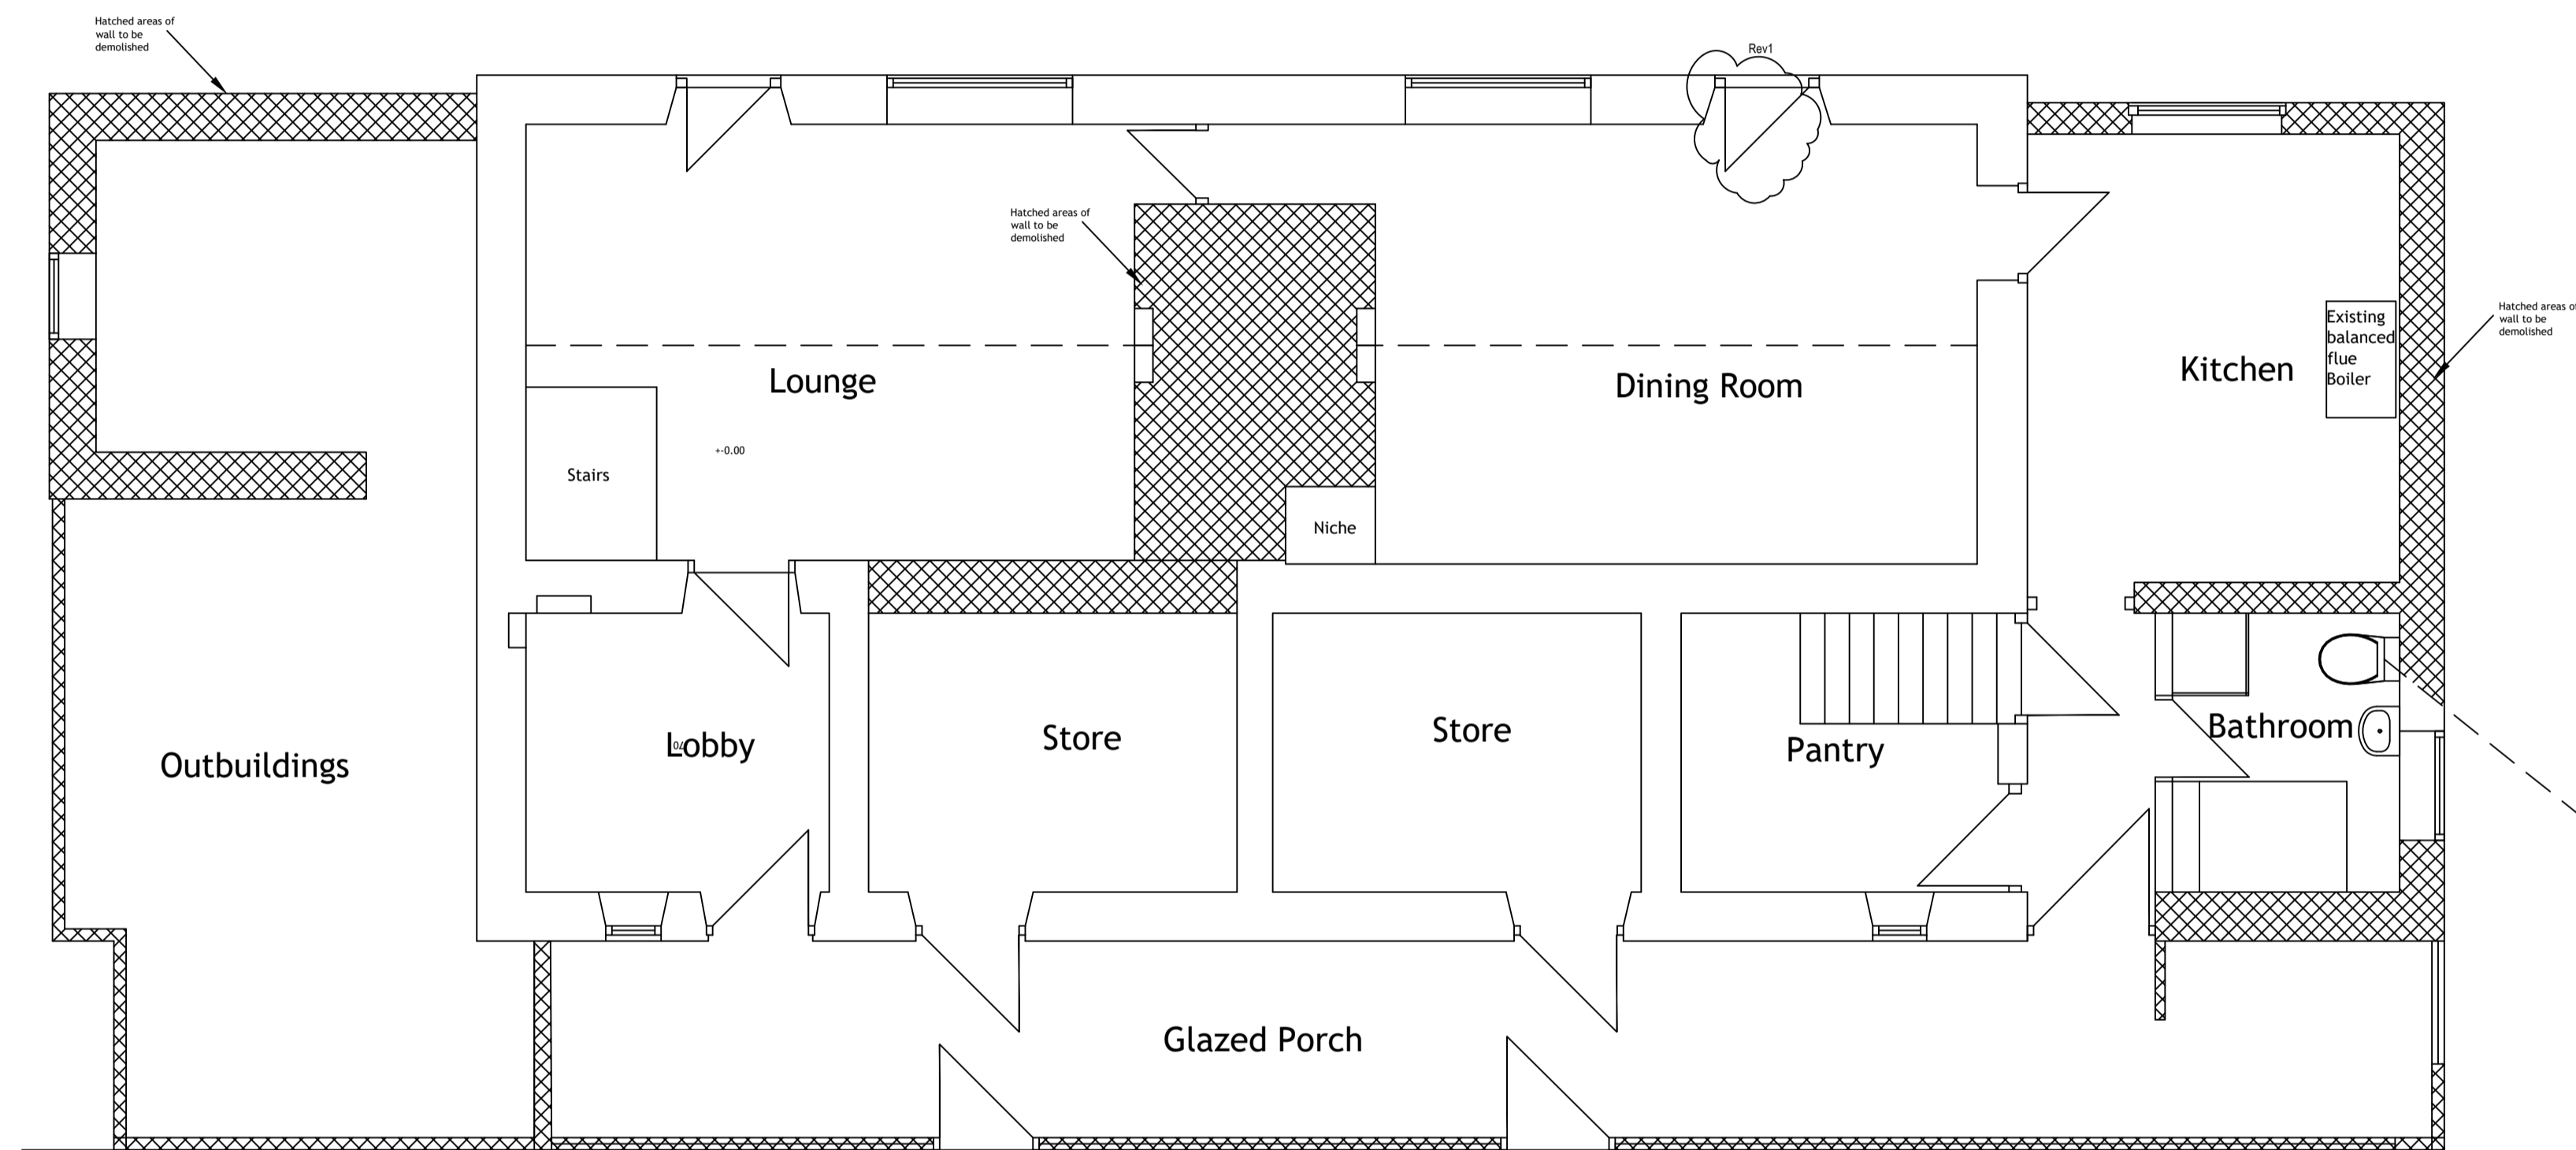 Hatched areas of
wall to be
demolished
Rev1
Hatched areas of
wall to be
demolished
Hatched areas of
wall to be
demolished
Existing
balanced
flue
Boiler
Kitchen
Lounge
Dining Room
+-0.00
Stairs
Niche
Lobby
Store
Store
Pantry
Bathroom
Outbuildings
Glazed Porch